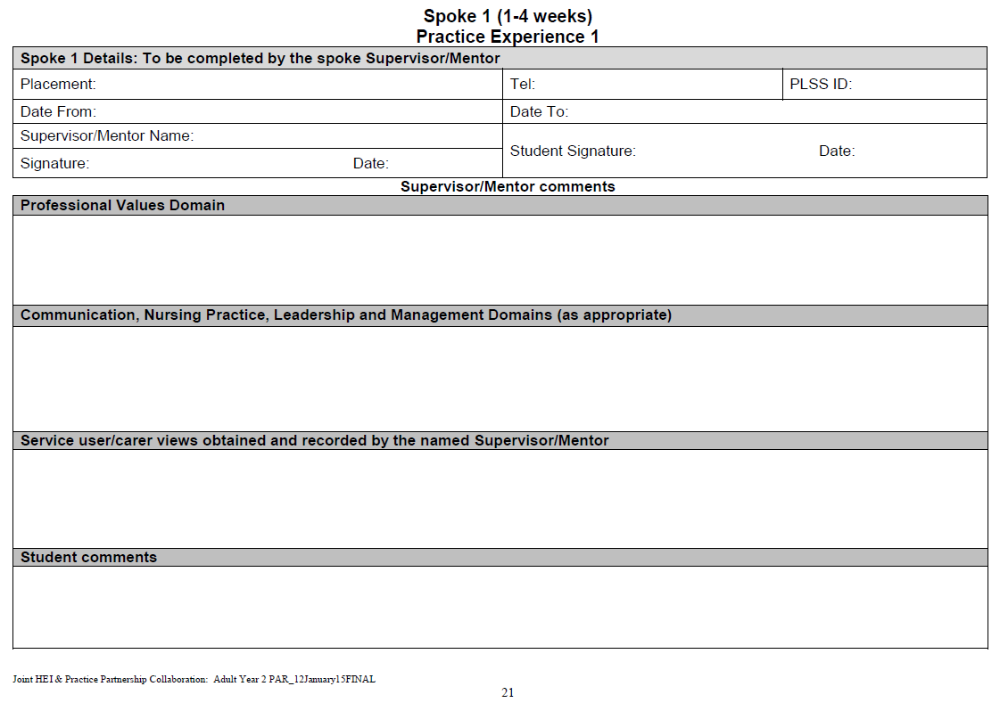 Spoke 1 (1-4 weeks)
Practice Experience 1
Spoke 1 Details: To be completed by the spoke Supervisor/Mentor
Placement: Tel: PLSS ID:
Date From: Date To:
Supervisor/Mentor Name:
Student Signature: Date:
Signature: Date:
Supervisor/Mentor comments
Professional Values Domain
Communication, Nursing Practice, Leadership and Management Domains (as appropriate)
Service user/carer views obtained and recorded by the named Supervisor/Mentor
Student comments
Joint HEI & Practice Partnership Collaboration: Adult Year 2 PAR_12January15FINAL
21